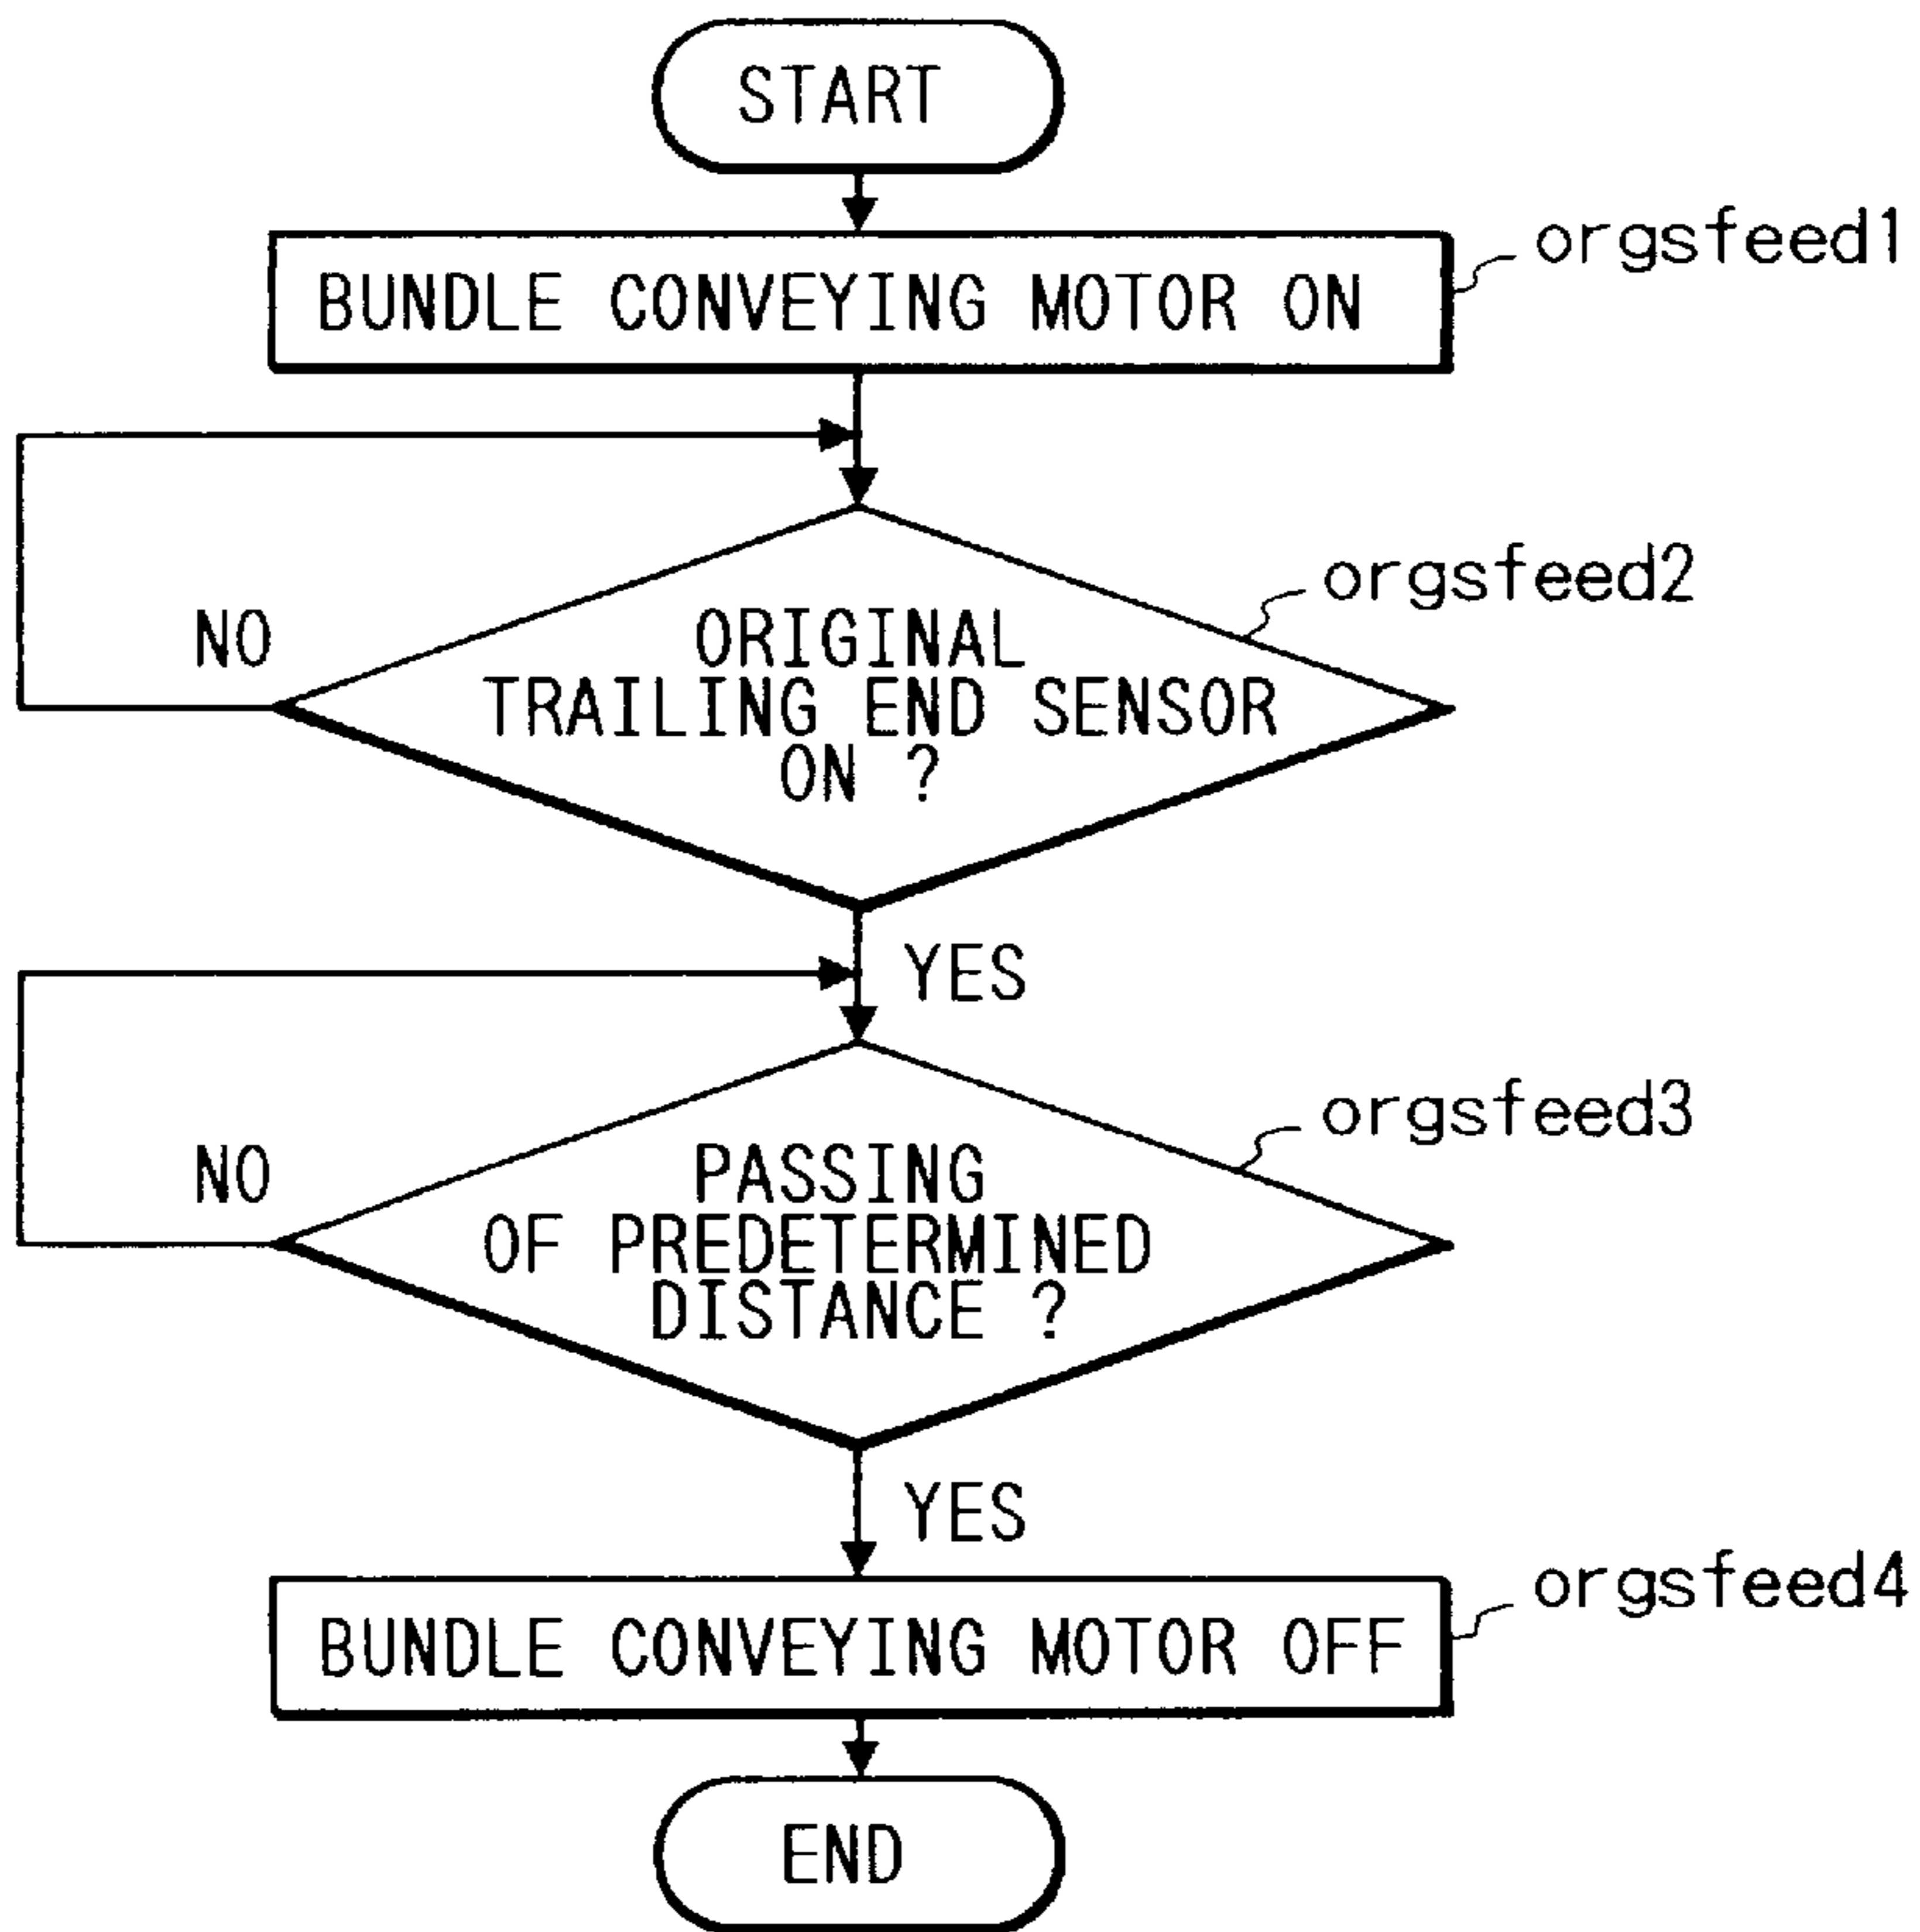 START
BUNDLE CONVEYING MOTOR ON
orgsfeed1
ORIGINAL
TRAILING END SENSOR
ON ?
orgsfeed2
NO
YES
PASSING
OF PREDETERMINED
DISTANCE ?
orgsfeed3
NO
YES
BUNDLE CONVEYING MOTOR OFF
orgsfeed4
END